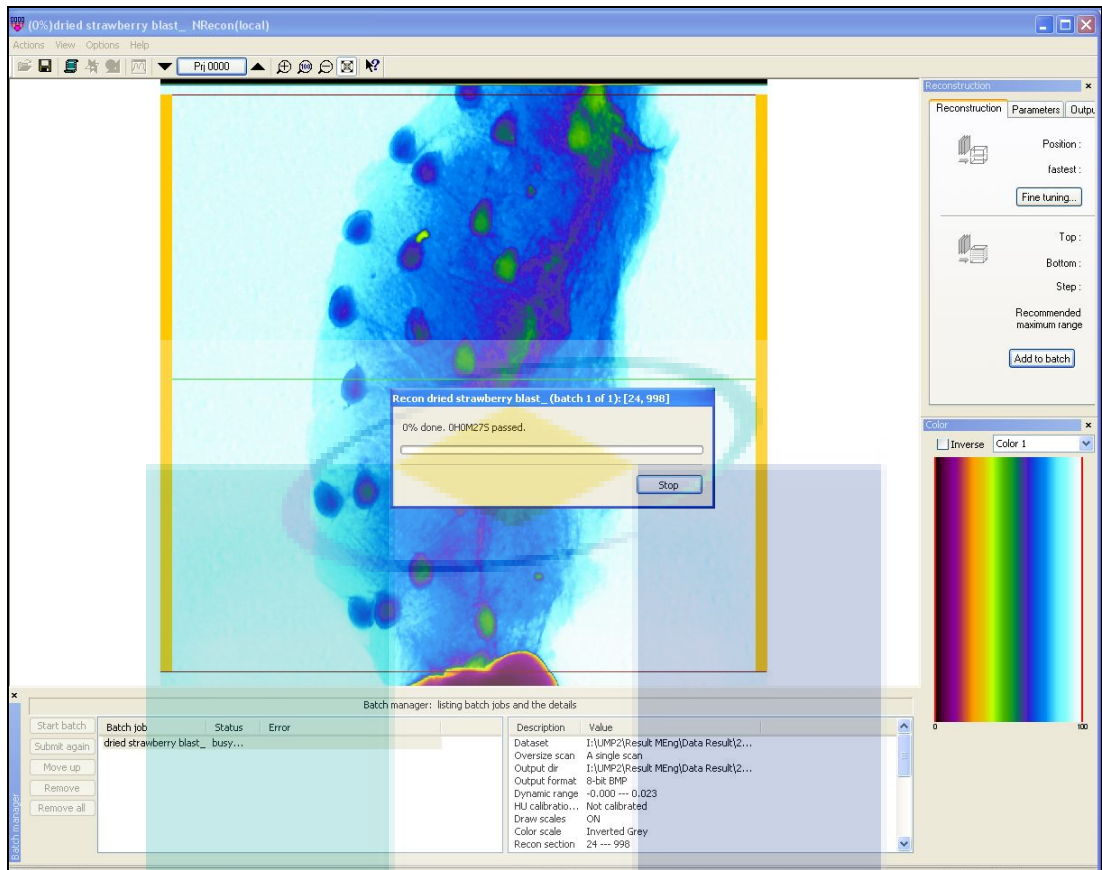 (0%)dried strawberry blast_ NRecon(local)
Actions View Options Help
Prj 0000
100
Reconstruction
Reconstruction Parameters Outpu
Position :
fastest :
Fine tuning...
Top :
Bottom :
Step :
Recommended
maximum range
Add to batch
Recon dried strawberry blast_ (batch 1 of 1): [24, 998]
0% done. 0H0M27S passed.
Stop
Color
Inverse Color 1
0 100
Batch manager: listing batch jobs and the details
Batch manager
Start batch
Submit again
Move up
Remove
Remove all
Batch job Status Error
dried strawberry blast_ busy...
Description Value
Dataset I:\UMP2\Result MEng\Data Result\2...
Oversize scan A single scan
Output dir I:\UMP2\Result MEng\Data Result\2...
Output format 8-bit BMP
Dynamic range -0.000 --- 0.023
HU calibratio... Not calibrated
Draw scales ON
Color scale Inverted Grey
Recon section 24 --- 998